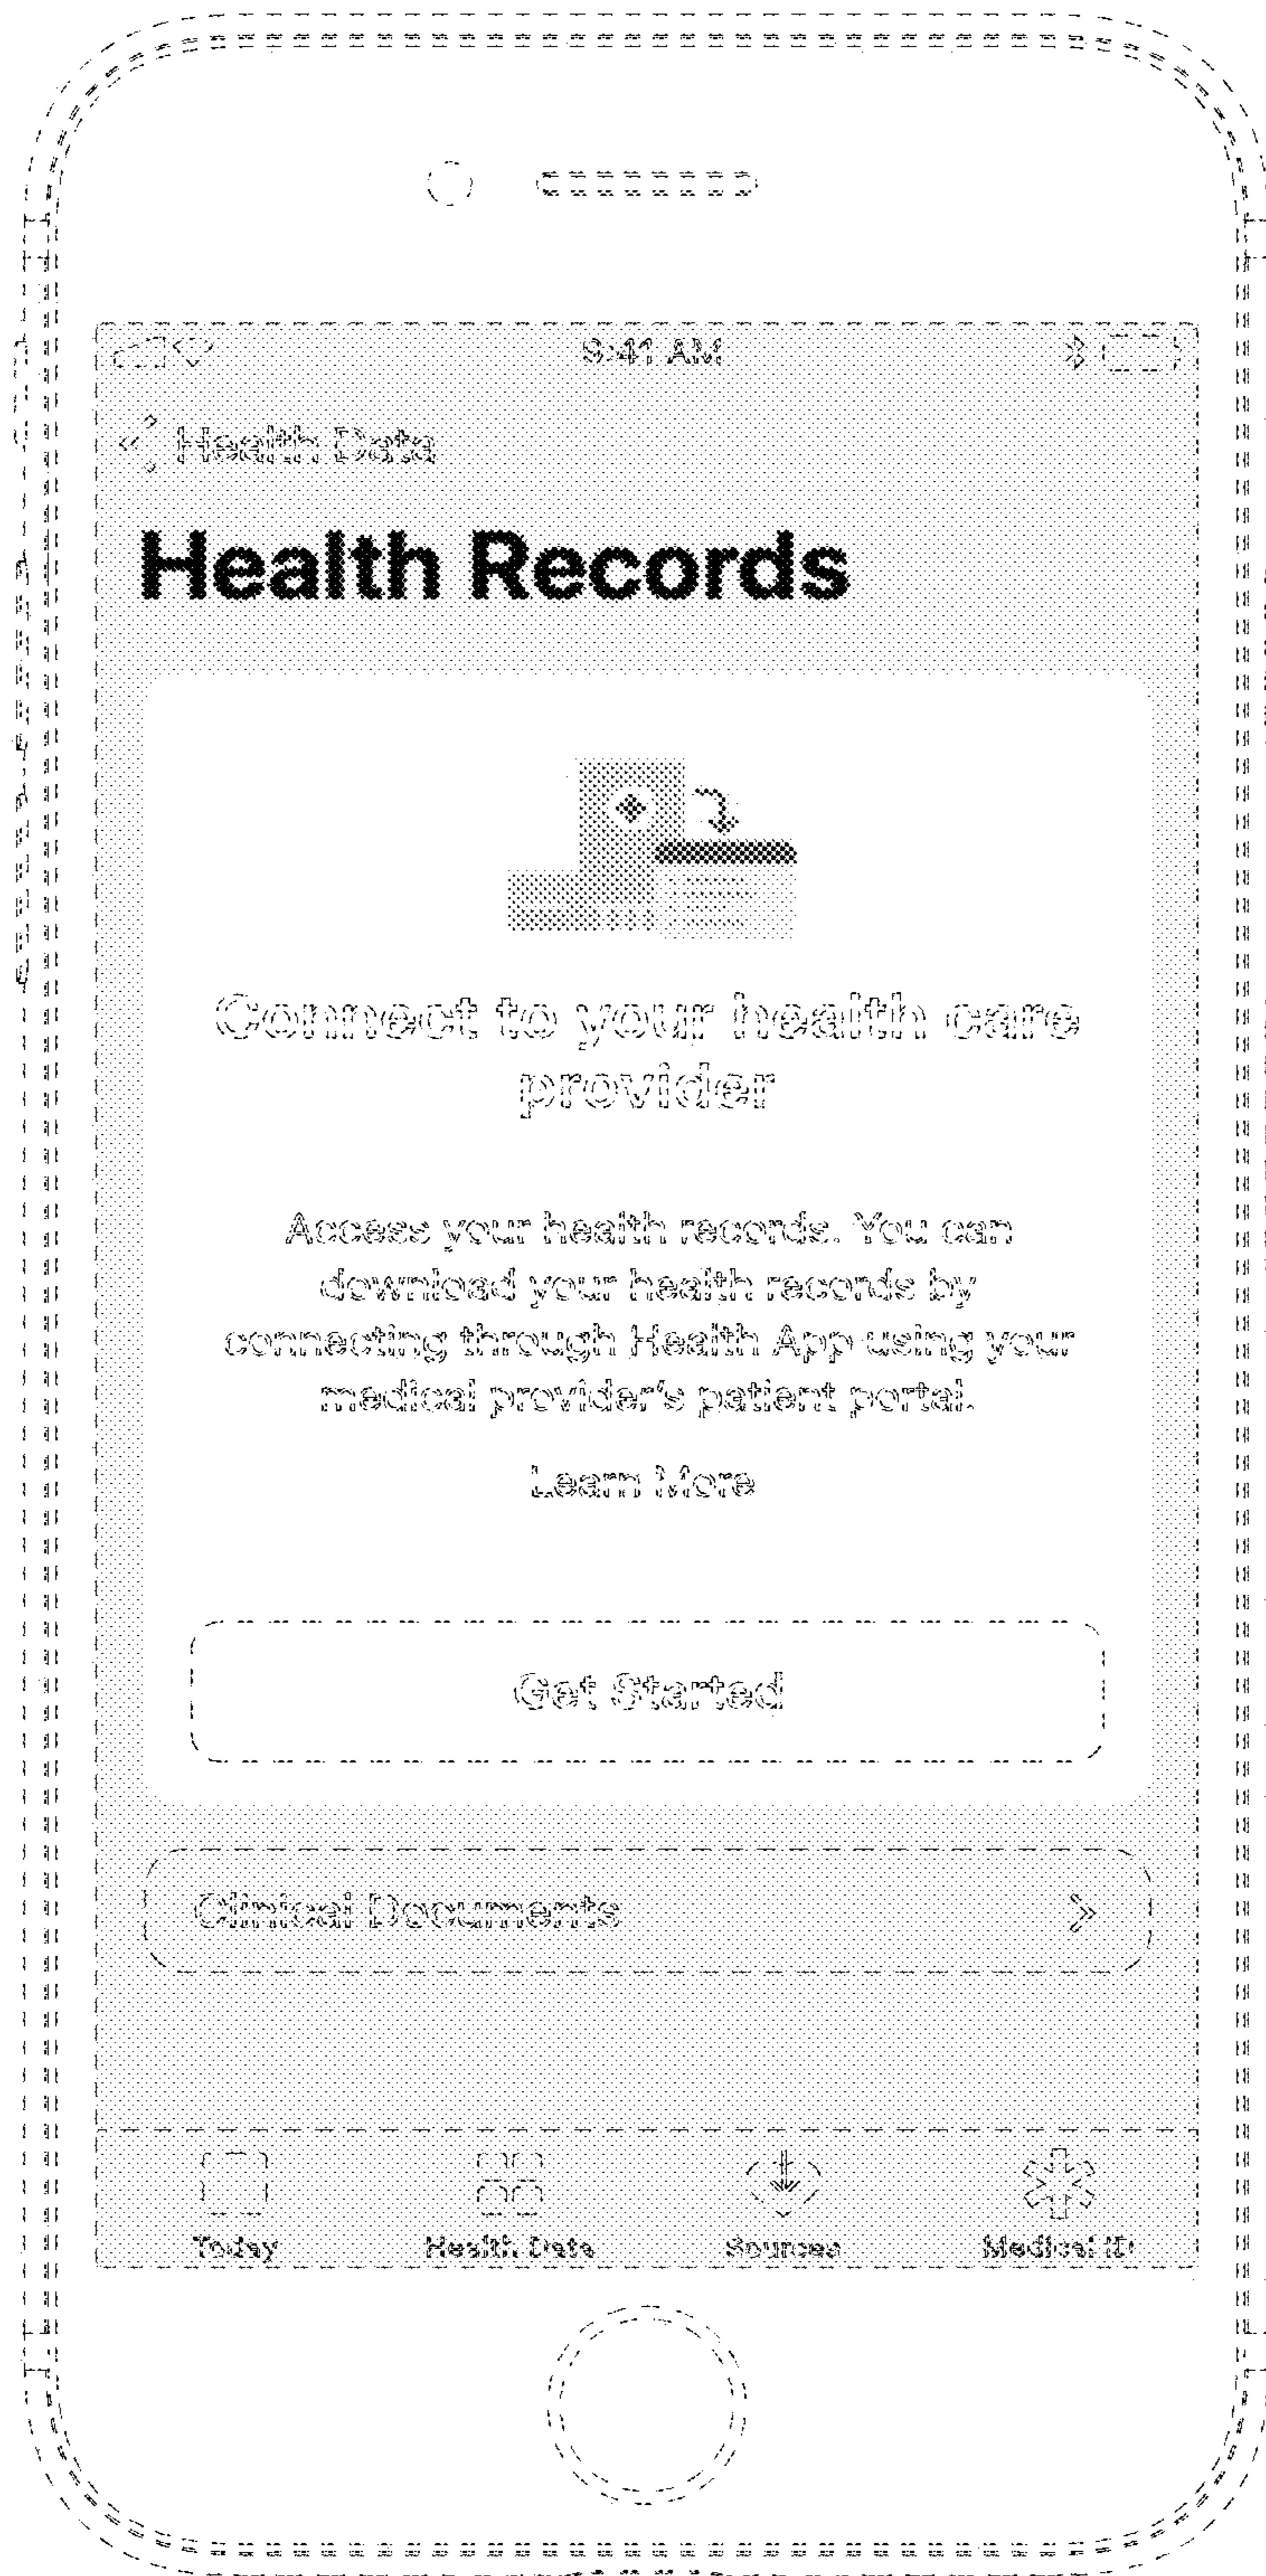 9:41 AM
Health Data
Health Records
Connect to your health care
provider
Access your health records. You can
download your health records by
connecting through Health App using your
medical provider's patient portal.
Learn More
Get Started
Clinical Documents
Today Health Data Sources Medical ID